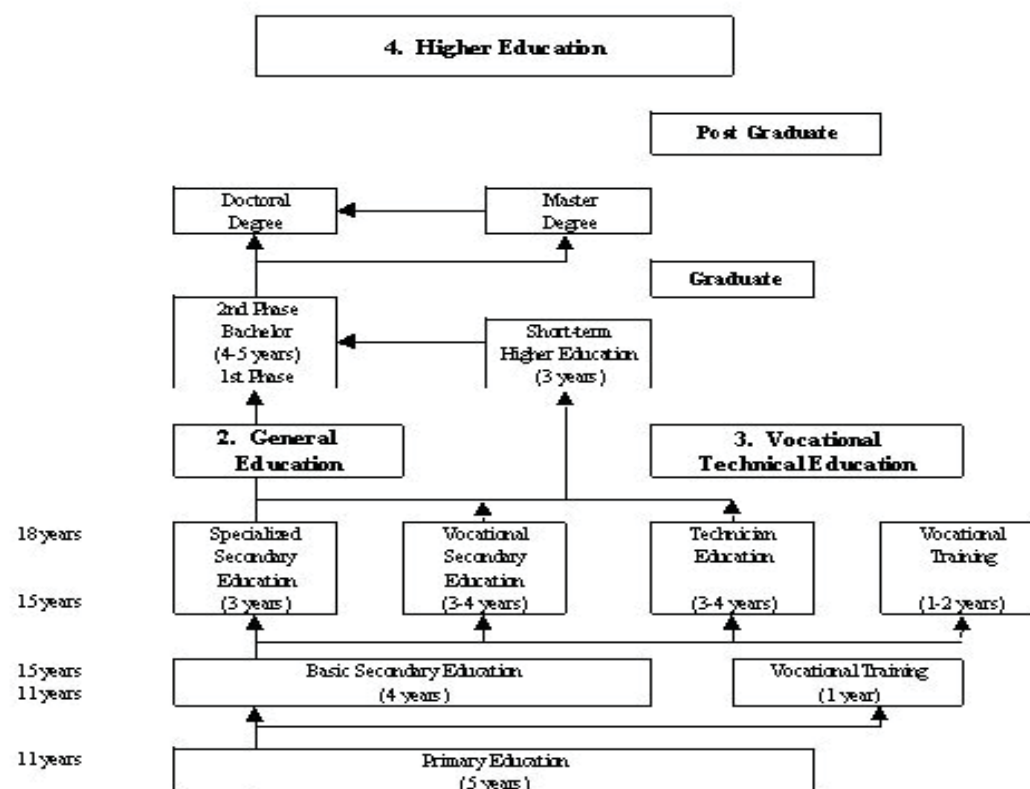 4. Higher Education
Post Graduate
Doctoral
Degree
Master
Degree
Graduate
2nd Phase
Bachelor
(4-5 years)
1st Phase
Short-term
Higher Education
(3 years)
2. General
Education
3. Vocational
Technical Education
18 years
15 years
Specialized
Secondary
Education
(3 years)
Vocational
Secondary
Education
(3-4 years)
Technician
Education
(3-4 years)
Vocational
Training
(1-2 years)
15 years
11 years
Basic Secondary Education
(4 years)
Vocational Training
(1 year)
11 years
Primary Education
(5 years)